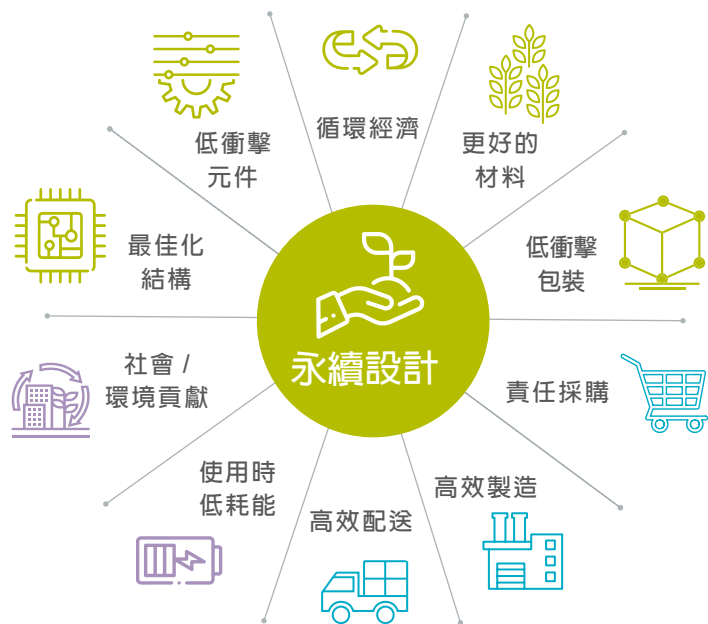 循環經濟
更好的
材料
低衝擊
包裝
責任採購
高效製造
高效配送
使用時
低耗能
社會 /
環境貢獻
最佳化
結構
低衝擊
元件
永續設計